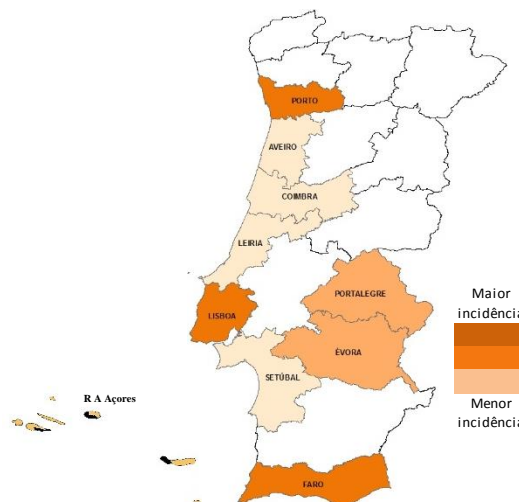 PORTO
AVEIRO
COIMBRA
LEIRIA
PORTALEGRE
LISBOA
ÉVORA
SETÚBAL
FARO
R A Açores
Maior
incidência
Menor
incidência